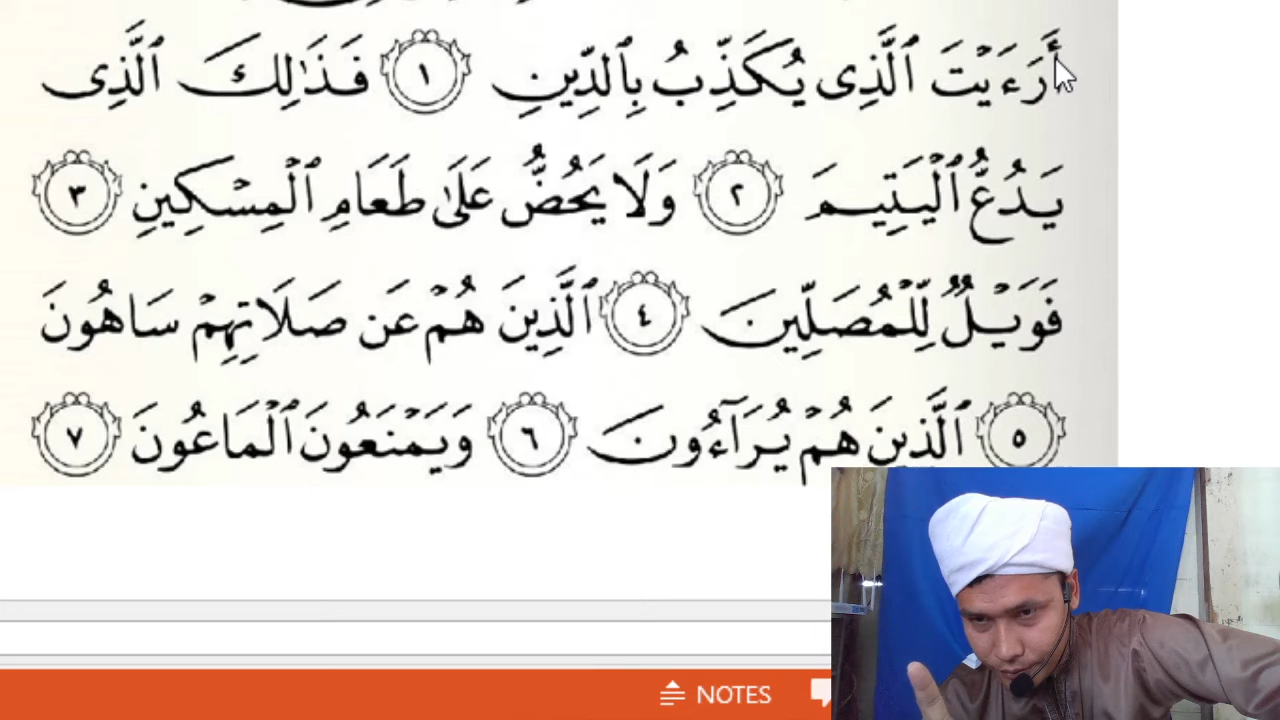 أَرَءَيْتَ ٱلَّذِى يُكَذِّبُ بِٱلدِّينِ ١ فَذَٰلِكَ ٱلَّذِى
يَدُعُّ ٱلْيَتِيمَ ٢ وَلَا يَحُضُّ عَلَىٰ طَعَامِ ٱلْمِسْكِينِ ٣
فَوَيْلٌ لِّلْمُصَلِّينَ ٤ ٱلَّذِينَ هُمْ عَن صَلَاتِهِمْ سَاهُونَ
٥ ٱلَّذِينَ هُمْ يُرَآءُونَ ٦ وَيَمْنَعُونَ ٱلْمَاعُونَ ٧
NOTES